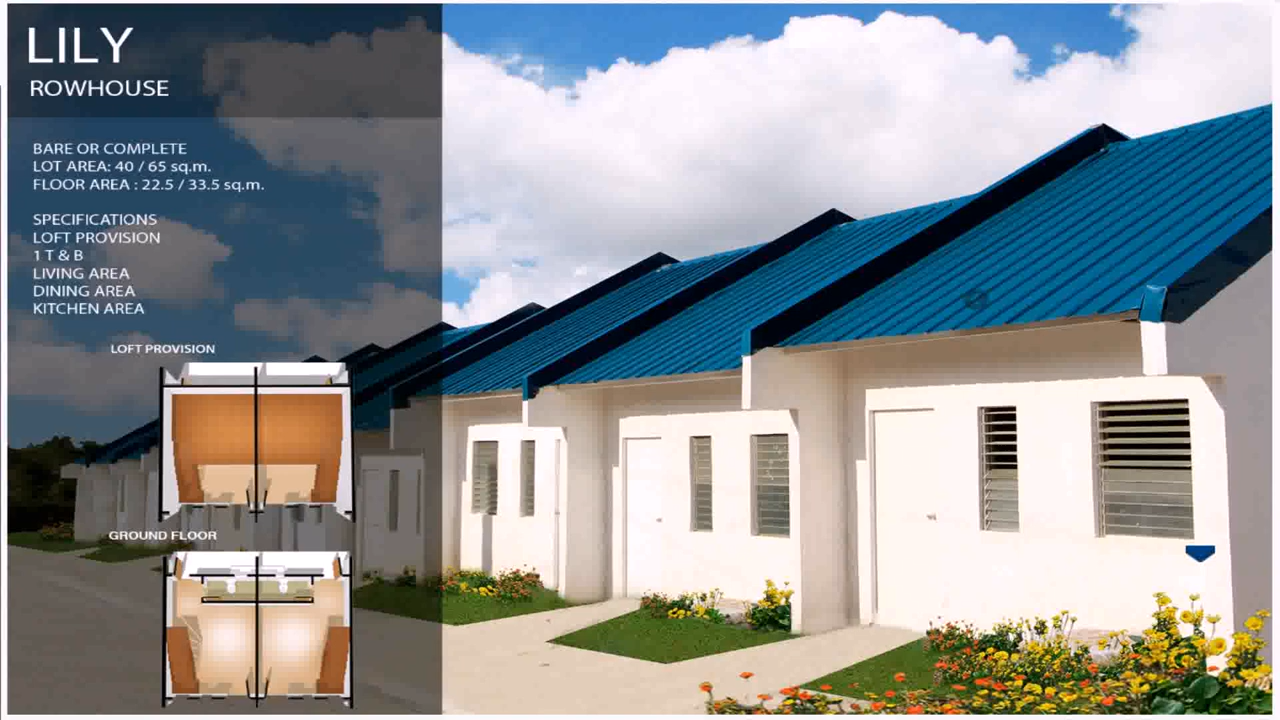 LILY
ROWHOUSE
BARE OR COMPLETE
LOT AREA: 40 / 65 sq.m.
FLOOR AREA : 22.5 / 33.5 sq.m.
SPECIFICATIONS
LOFT PROVISION
1 T & B
LIVING AREA
DINING AREA
KITCHEN AREA
LOFT PROVISION
GROUND FLOOR